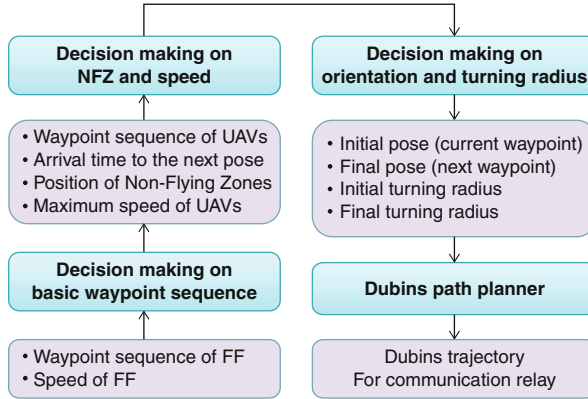 Decision making on
NFZ and speed
Decision making on
orientation and turning radius
• Waypoint sequence of UAVs
• Arrival time to the next pose
• Position of Non-Flying Zones
• Maximum speed of UAVs
• Initial pose (current waypoint)
• Final pose (next waypoint)
• Initial turning radius
• Final turning radius
Decision making on
basic waypoint sequence
Dubins path planner
• Waypoint sequence of FF
• Speed of FF
Dubins trajectory
For communication relay